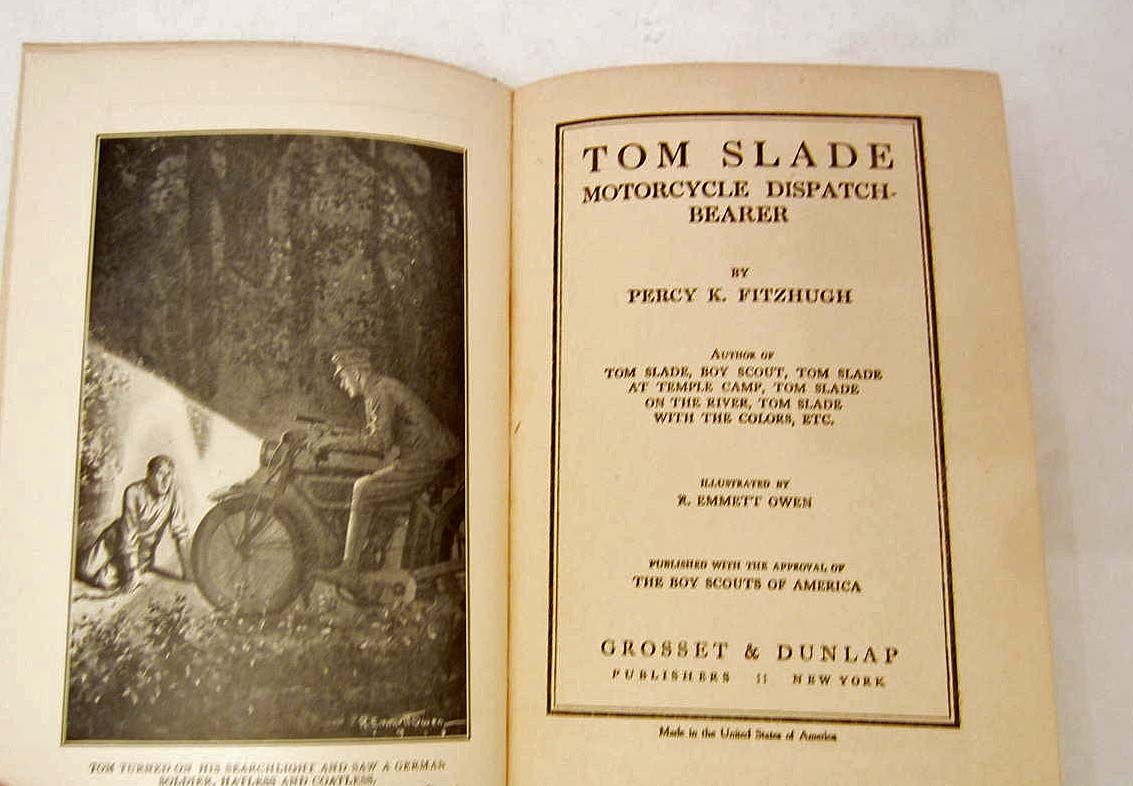 R. Emmett Owen
TOM TURNED ON HIS SEARCHLIGHT AND SAW A GERMAN
SOLDIER, HATLESS AND COATLESS.
TOM SLADE
MOTORCYCLE DISPATCH-
BEARER
BY
PERCY K. FITZHUGH
AUTHOR OF
TOM SLADE, BOY SCOUT, TOM SLADE
AT TEMPLE CAMP, TOM SLADE
ON THE RIVER, TOM SLADE
WITH THE COLORS, ETC.
ILLUSTRATED BY
R. EMMETT OWEN
PUBLISHED WITH THE APPROVAL OF
THE BOY SCOUTS OF AMERICA
GROSSET & DUNLAP
PUBLISHERS :: NEW YORK
Made in the United States of America